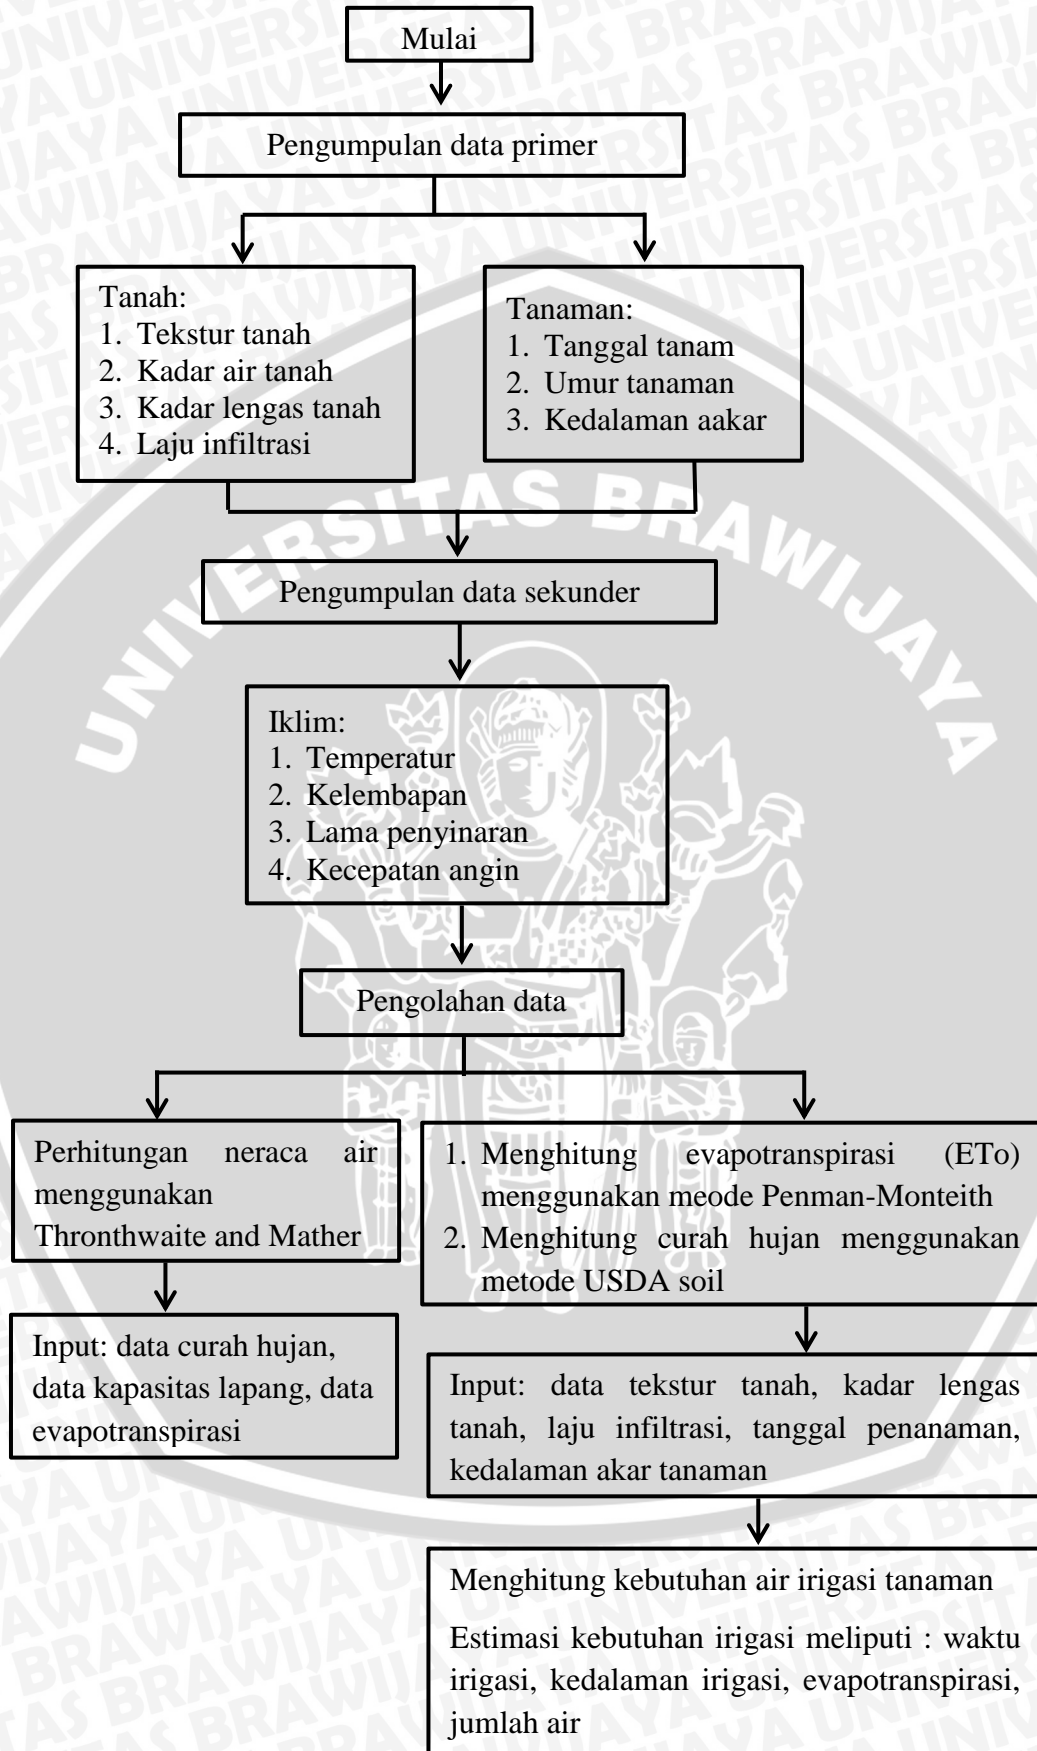 Mulai
Pengumpulan data primer
Tanah:
1. Tekstur tanah
2. Kadar air tanah
3. Kadar lengas tanah
4. Laju infiltrasi
Tanaman:
1. Tanggal tanam
2. Umur tanaman
3. Kedalaman aakar
UNIVERSITAS BRAWIJAYA
Pengumpulan data sekunder
Iklim:
1. Temperatur
2. Kelembapan
3. Lama penyinaran
4. Kecepatan angin
Pengolahan data
Perhitungan neraca air
menggunakan
Thronthwaite and Mather
1. Menghitung evapotranspirasi (ETo)
menggunakan meode Penman-Monteith
2. Menghitung curah hujan menggunakan
metode USDA soil
Input: data curah hujan,
data kapasitas lapang, data
evapotranspirasi
Input: data tekstur tanah, kadar lengas
tanah, laju infiltrasi, tanggal penanaman,
kedalaman akar tanaman
Menghitung kebutuhan air irigasi tanaman
Estimasi kebutuhan irigasi meliputi : waktu
irigasi, kedalaman irigasi, evapotranspirasi,
jumlah air